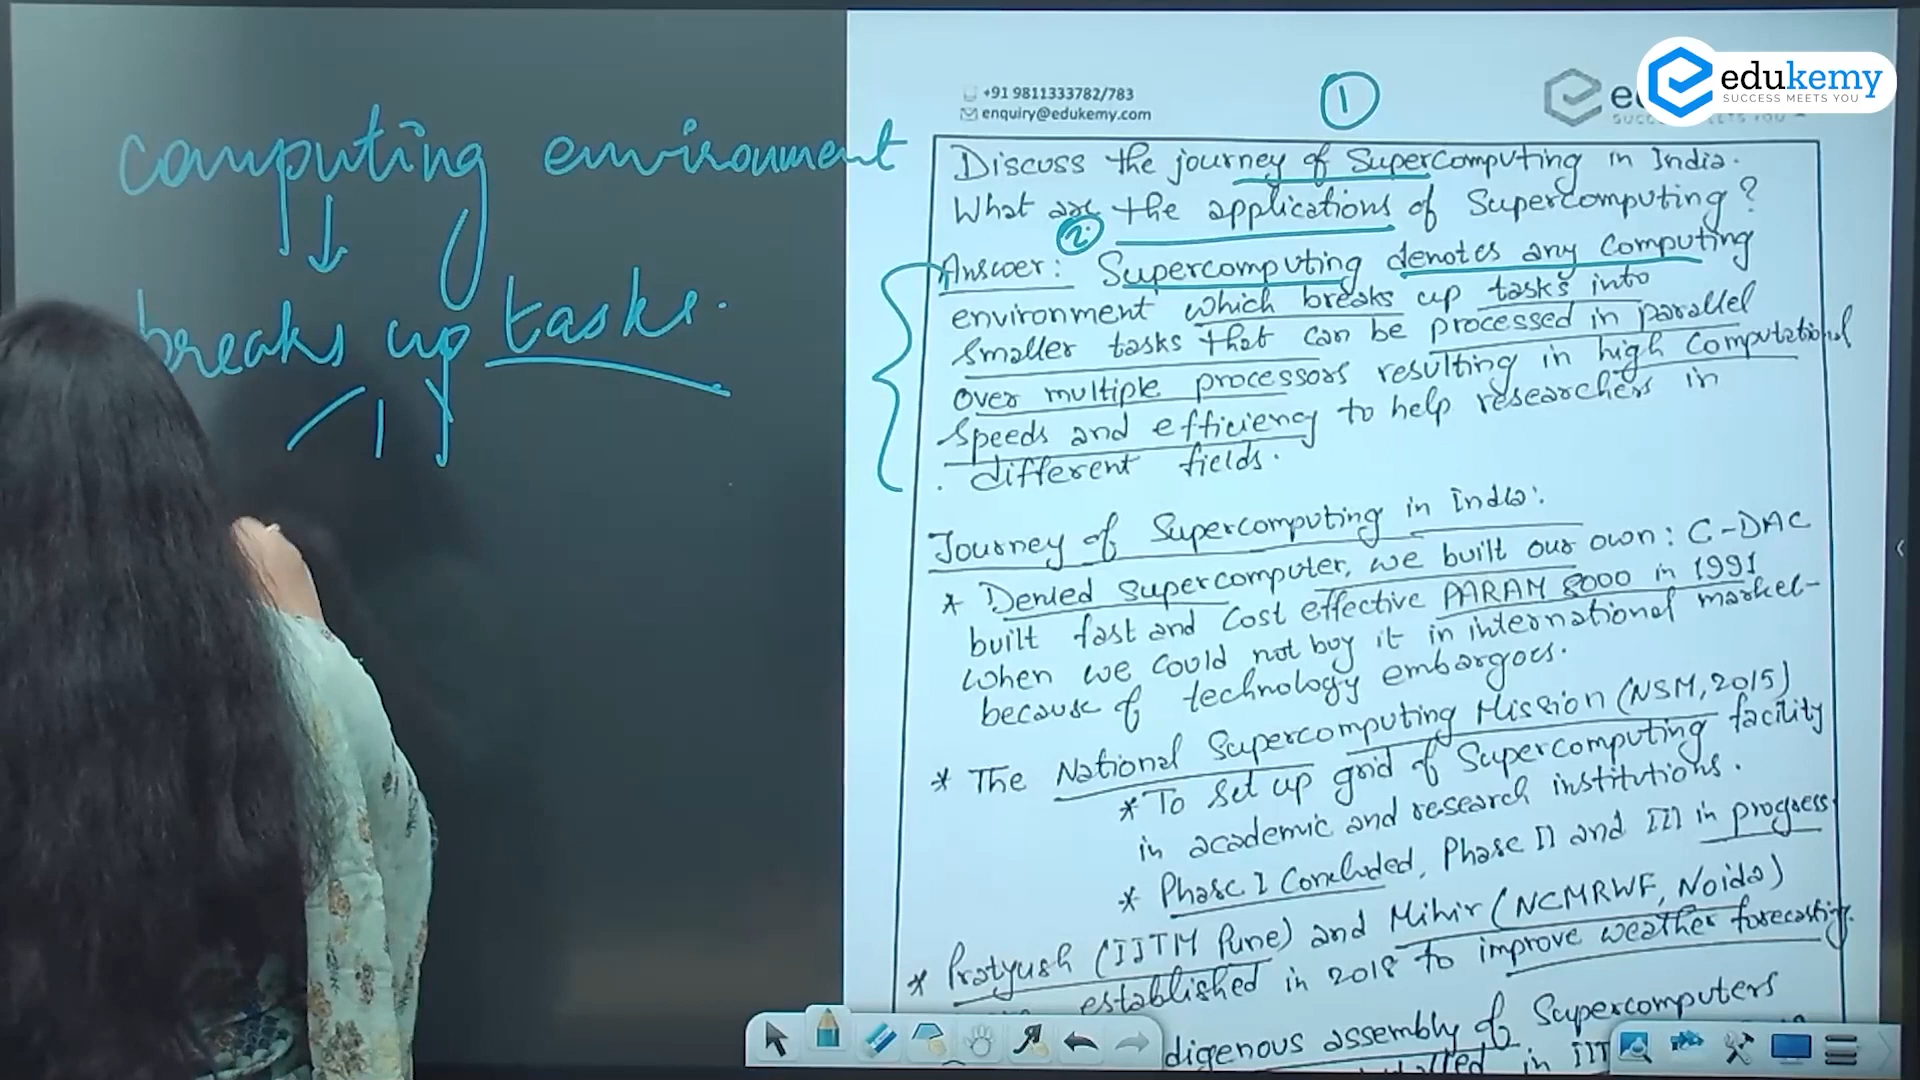 computing environment
breaks up tasks.
+91 9811333782/783
enquiry@edukemy.com
1
edukemy
SUCCESS MEETS YOU
Discuss the journey of Supercomputing in India.
What are the applications of Supercomputing?
2
Answer: Supercomputing denotes any computing
environment which breaks up tasks into
smaller tasks that can be processed in parallel
over multiple processors resulting in high computational
speeds and efficiency to help researchers in
different fields.
Journey of Supercomputing in India:
* Denied Supercomputer, we built our own: C-DAC
built fast and cost effective PARAM 8000 in 1991
when we could not buy it in international market
because of technology embargoes.
* The National Supercomputing Mission (NSM, 2015)
* To set up grid of Supercomputing facility
in academic and research institutions.
* Phase I Concluded, Phase II and III in progress
* Pratyush (IITM Pune) and Mihir (NCMRWF, Noida)
established in 2018 to improve weather forecasting.
digenous assembly of Supercomputers
in IIT